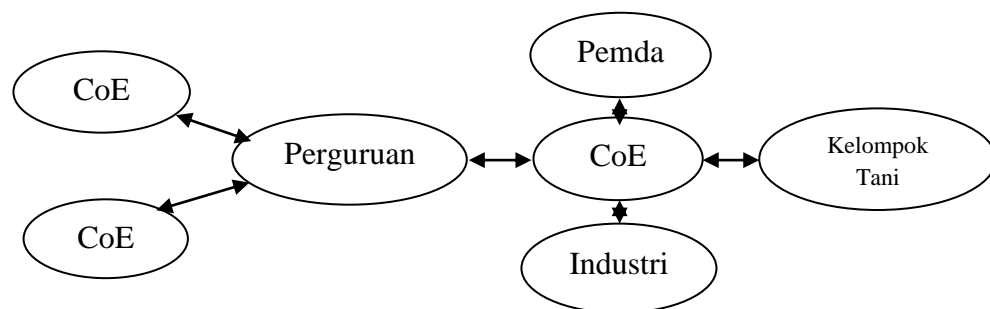 Pemda
CoE
Perguruan
CoE
Kelompok
Tani
CoE
Industri